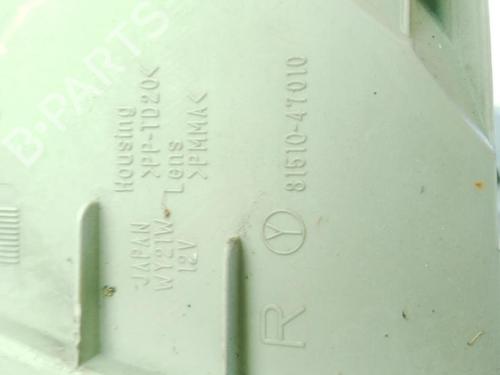 Housing
>PP-TD20<
Lens
>PMMA<
JAPAN
WY21W
12V
81510-47010
Y
R
B-PARTS